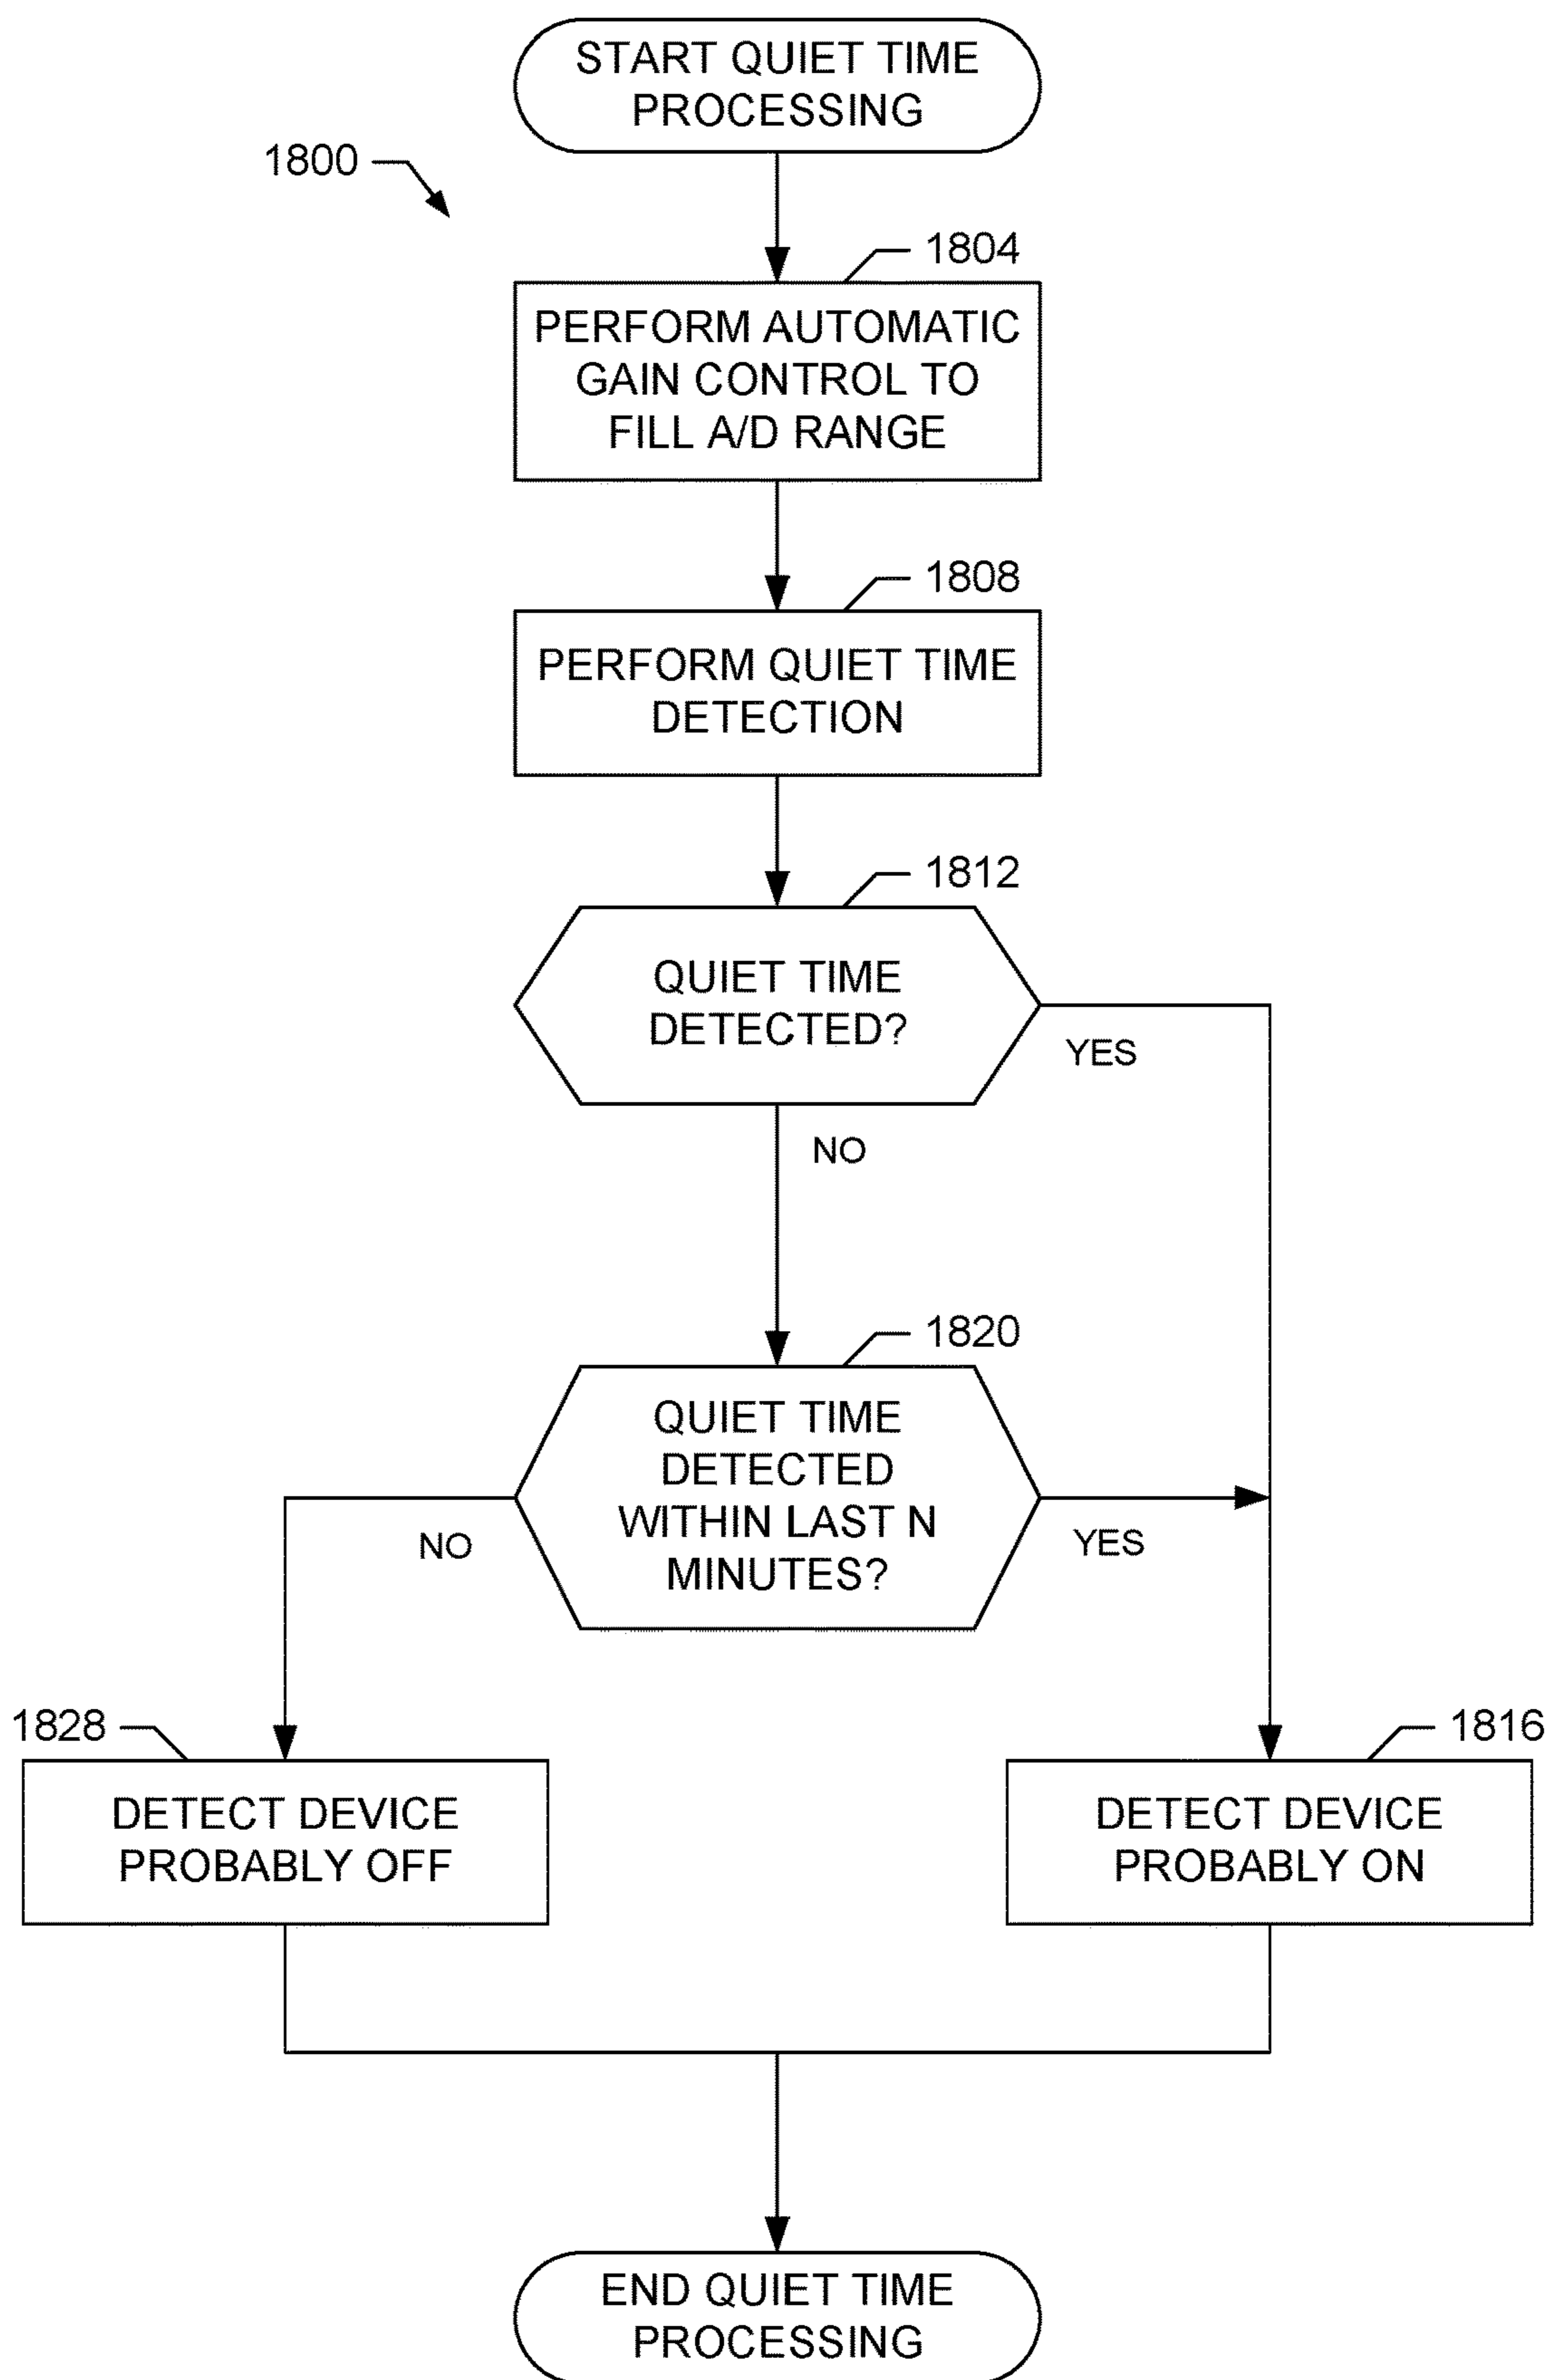 START QUIET TIME
PROCESSING
1800
1804
PERFORM AUTOMATIC
GAIN CONTROL TO
FILL A/D RANGE
1808
PERFORM QUIET TIME
DETECTION
1812
QUIET TIME
DETECTED?
YES
NO
1820
QUIET TIME
DETECTED
WITHIN LAST N
MINUTES?
NO
YES
1828
DETECT DEVICE
PROBABLY OFF
1816
DETECT DEVICE
PROBABLY ON
END QUIET TIME
PROCESSING